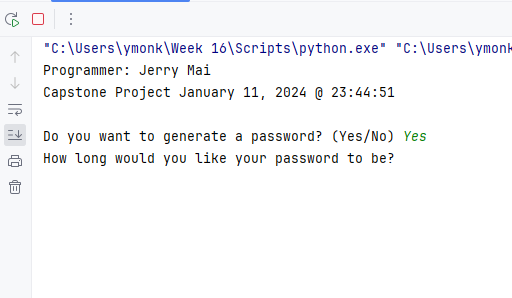 "C:\Users\ymonk\Week 16\Scripts\python.exe" "C:\Users\ymonk
Programmer: Jerry Mai
Capstone Project January 11, 2024 @ 23:44:51
Do you want to generate a password? (Yes/No) Yes
How long would you like your password to be?